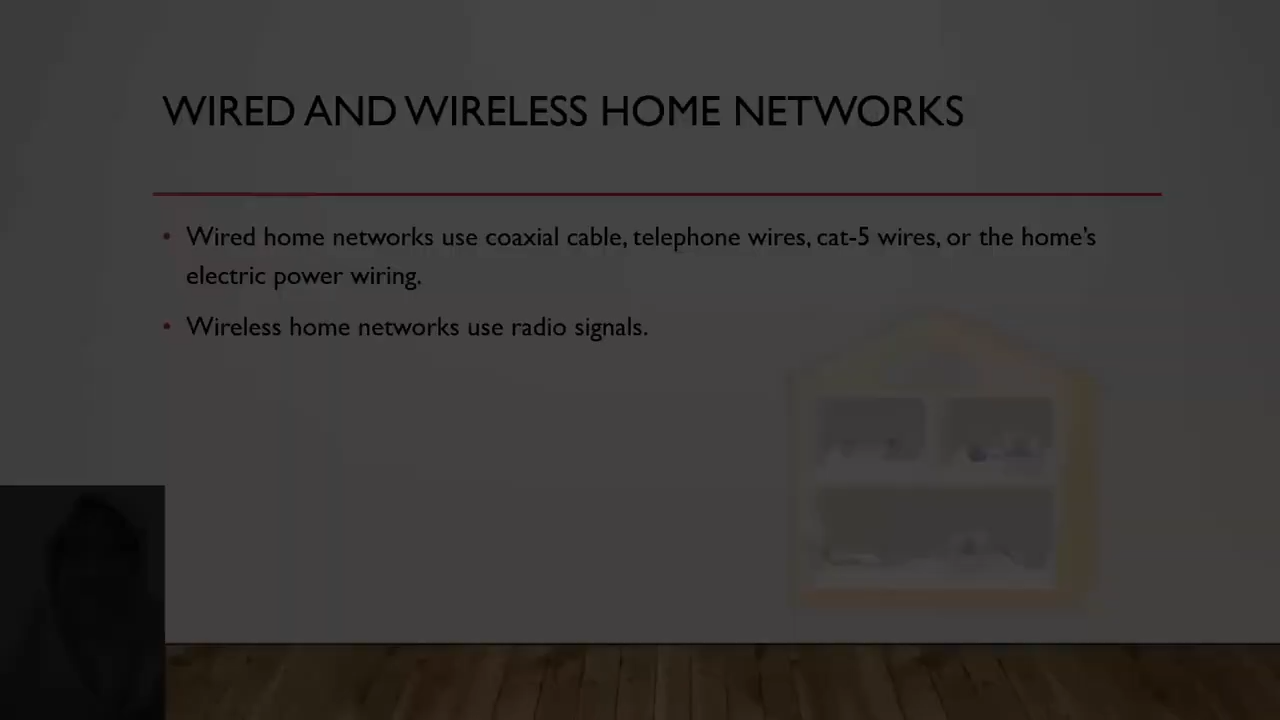 WIRED AND WIRELESS HOME NETWORKS
• Wired home networks use coaxial cable, telephone wires, cat-5 wires, or the home's
electric power wiring.
• Wireless home networks use radio signals.